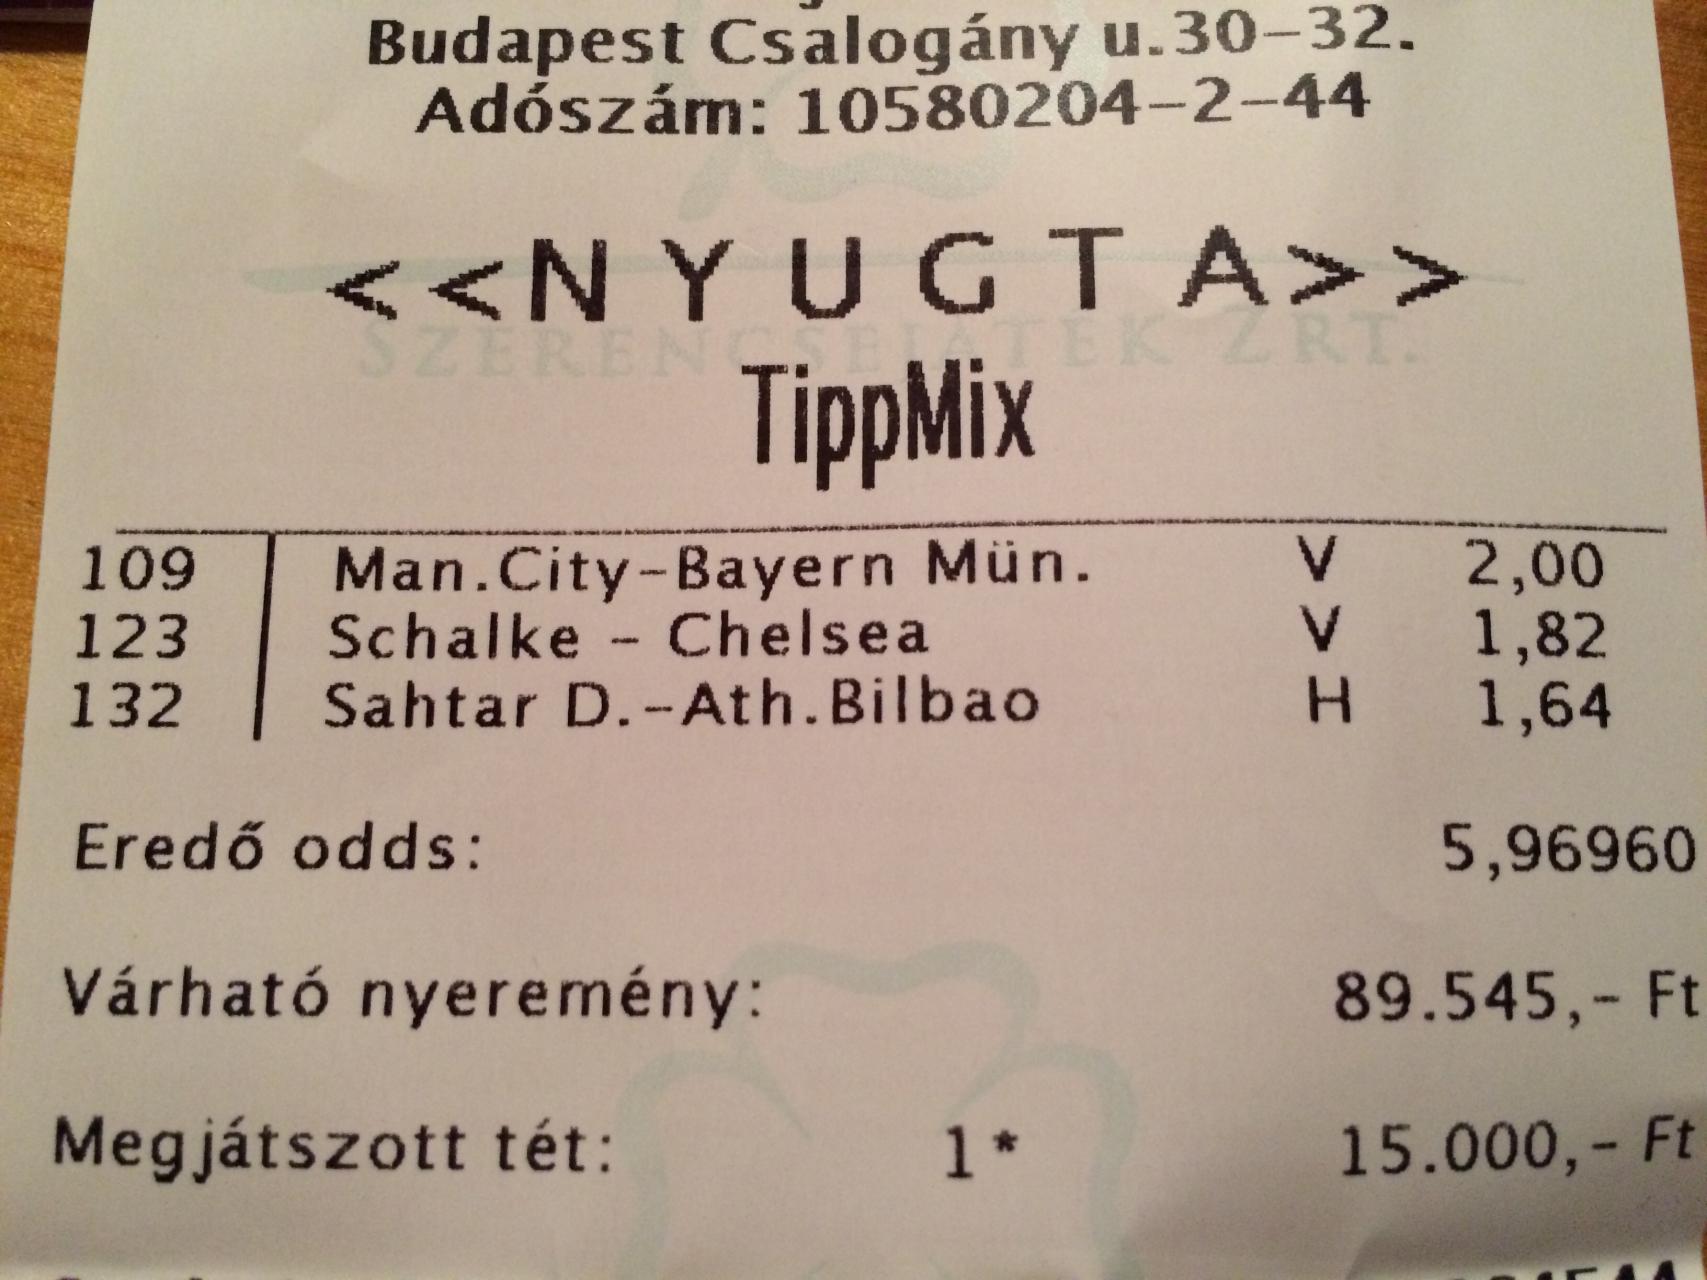 Budapest Csalogány u.30-32.
Adószám: 10580204-2-44
<<NYUGTA>>
SZERENCSEJÁTÉK ZRT.
TippMix
109 Man.City-Bayern Mün. V 2,00
123 Schalke - Chelsea V 1,82
132 Sahtar D.-Ath.Bilbao H 1,64
Eredő odds: 5,96960
Várható nyeremény: 89.545,- Ft
Megjátszott tét: 1* 15.000,- Ft